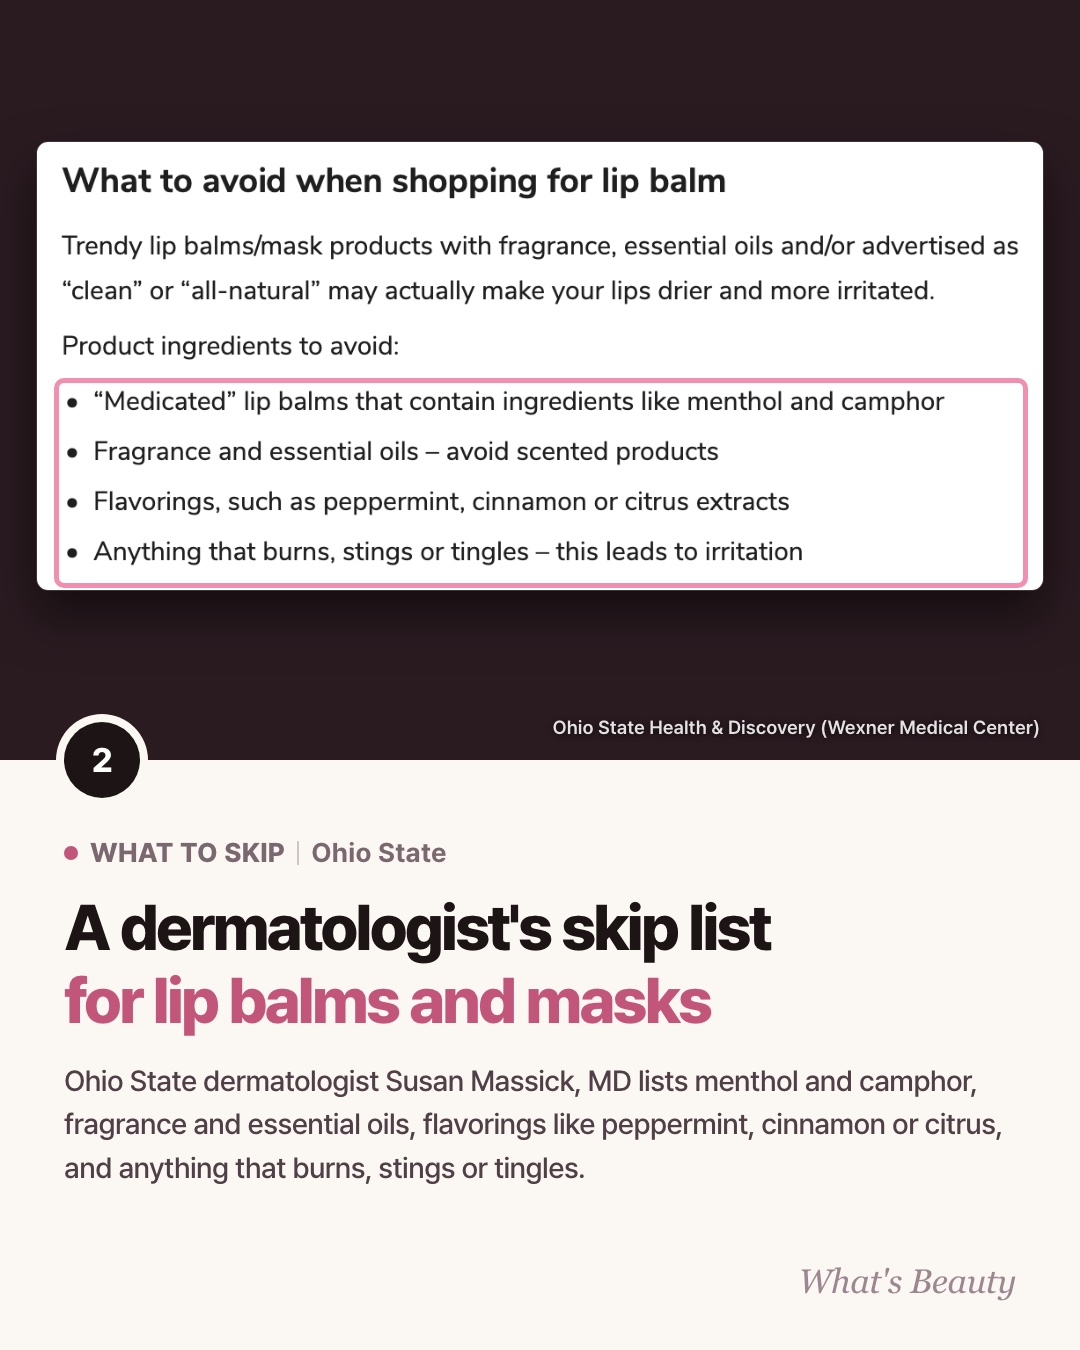 What to avoid when shopping for lip balm
Trendy lip balms/mask products with fragrance, essential oils and/or advertised as
“clean” or “all-natural” may actually make your lips drier and more irritated.
Product ingredients to avoid:
• “Medicated” lip balms that contain ingredients like menthol and camphor
• Fragrance and essential oils – avoid scented products
• Flavorings, such as peppermint, cinnamon or citrus extracts
• Anything that burns, stings or tingles – this leads to irritation
Ohio State Health & Discovery (Wexner Medical Center)
2
WHAT TO SKIP | Ohio State
A dermatologist's skip list
for lip balms and masks
Ohio State dermatologist Susan Massick, MD lists menthol and camphor,
fragrance and essential oils, flavorings like peppermint, cinnamon or citrus,
and anything that burns, stings or tingles.
What's Beauty